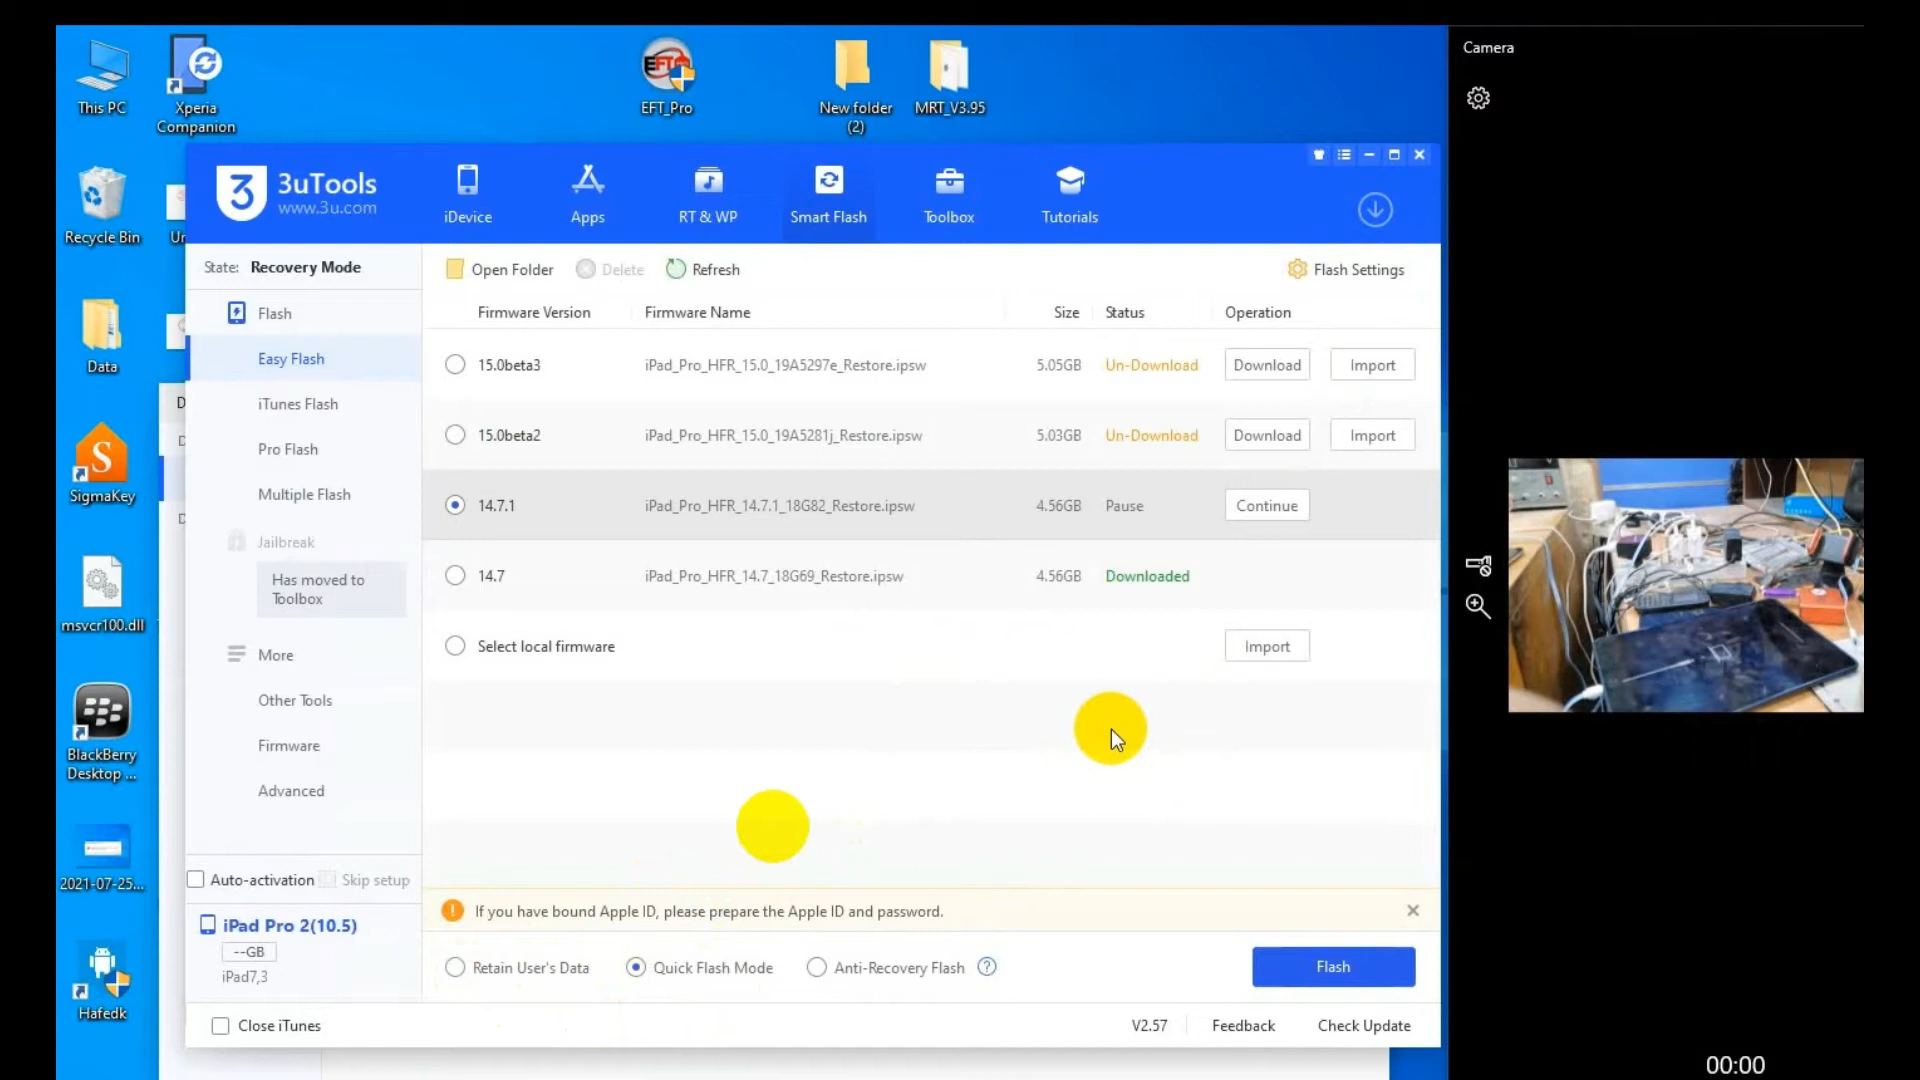 Camera
This PC
Xperia
Companion
EFT_Pro
New folder
(2)
MRT_V3.95
Recycle Bin
Data
SigmaKey
msvcr100.dll
BlackBerry
Desktop ...
2021-07-25...
Hafedk
3
3uTools
www.3u.com
iDevice
Apps
RT & WP
Smart Flash
Toolbox
Tutorials
State: Recovery Mode
Flash
Easy Flash
iTunes Flash
Pro Flash
Multiple Flash
Jailbreak
Has moved to
Toolbox
More
Other Tools
Firmware
Advanced
Auto-activation Skip setup
iPad Pro 2(10.5)
--GB
iPad7,3
Close iTunes
Open Folder Delete Refresh Flash Settings
Firmware Version Firmware Name Size Status Operation
15.0beta3 iPad_Pro_HFR_15.0_19A5297e_Restore.ipsw 5.05GB Un-Download Download Import
15.0beta2 iPad_Pro_HFR_15.0_19A5281j_Restore.ipsw 5.03GB Un-Download Download Import
14.7.1 iPad_Pro_HFR_14.7.1_18G82_Restore.ipsw 4.56GB Pause Continue
14.7 iPad_Pro_HFR_14.7_18G69_Restore.ipsw 4.56GB Downloaded
Select local firmware Import
If you have bound Apple ID, please prepare the Apple ID and password.
Retain User's Data Quick Flash Mode Anti-Recovery Flash Flash
V2.57 Feedback Check Update
00:00